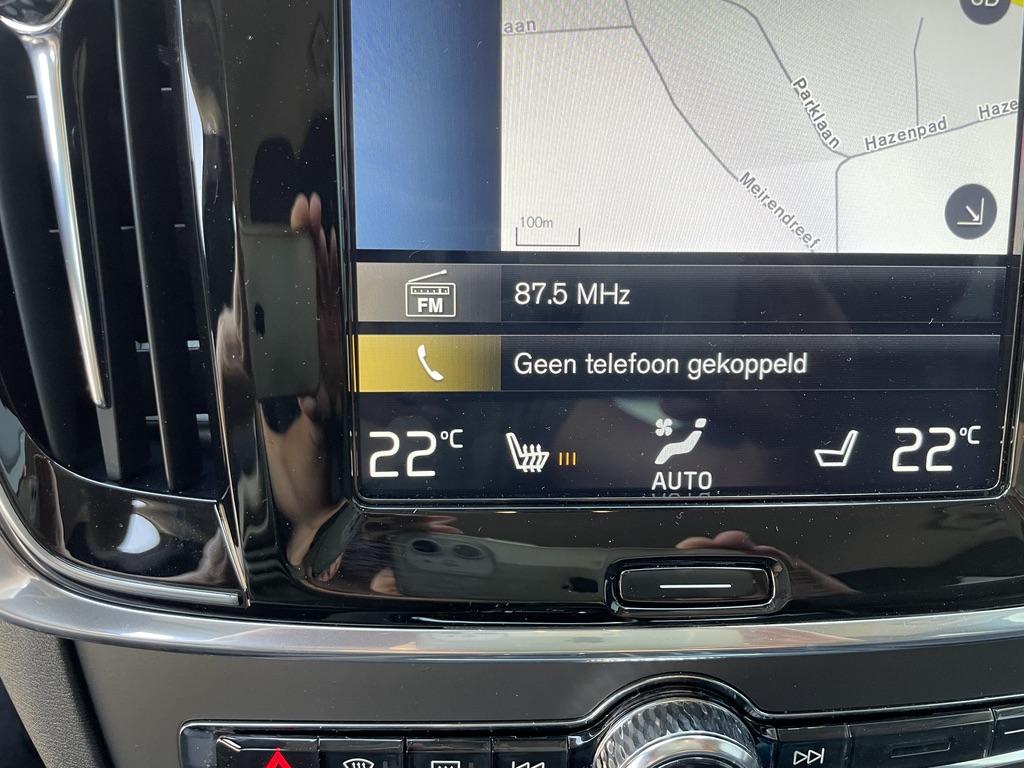 aan
Parklaan
Hazenpad
Haze
Meirendreef
100m
FM
87.5 MHz
Geen telefoon gekoppeld
22°C
AUTO
22°C